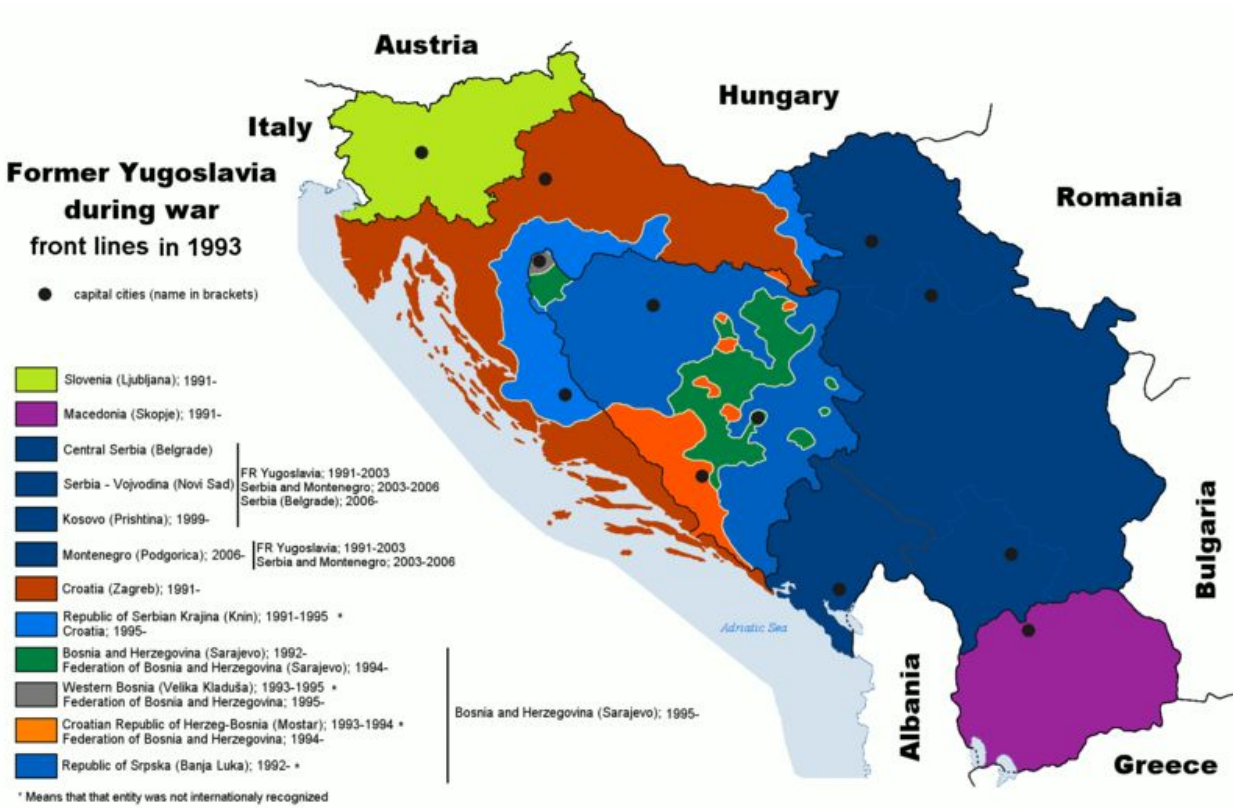 Austria
Hungary
Italy
Former Yugoslavia
during war
front lines in 1993
Romania
capital cities (name in brackets)
Slovenia (Ljubljana); 1991-
Macedonia (Skopje); 1991-
Central Serbia (Belgrade)
Serbia - Vojvodina (Novi Sad)
Kosovo (Prishtina); 1999-
FR Yugoslavia; 1991-2003
Serbia and Montenegro; 2003-2006
Serbia (Belgrade); 2006-
Montenegro (Podgorica); 2006-
FR Yugoslavia; 1991-2003
Serbia and Montenegro; 2003-2006
Croatia (Zagreb); 1991-
Republic of Serbian Krajina (Knin); 1991-1995 *
Croatia; 1995-
Bosnia and Herzegovina (Sarajevo); 1992-
Federation of Bosnia and Herzegovina (Sarajevo); 1994-
Western Bosnia (Velika Kladuša); 1993-1995 *
Federation of Bosnia and Herzegovina; 1995-
Croatian Republic of Herzeg-Bosnia (Mostar); 1993-1994 *
Federation of Bosnia and Herzegovina; 1994-
Republic of Srpska (Banja Luka); 1992- *
Bosnia and Herzegovina (Sarajevo); 1995-
* Means that that entity was not internationaly recognized
Adriatic Sea
Bulgaria
Albania
Greece